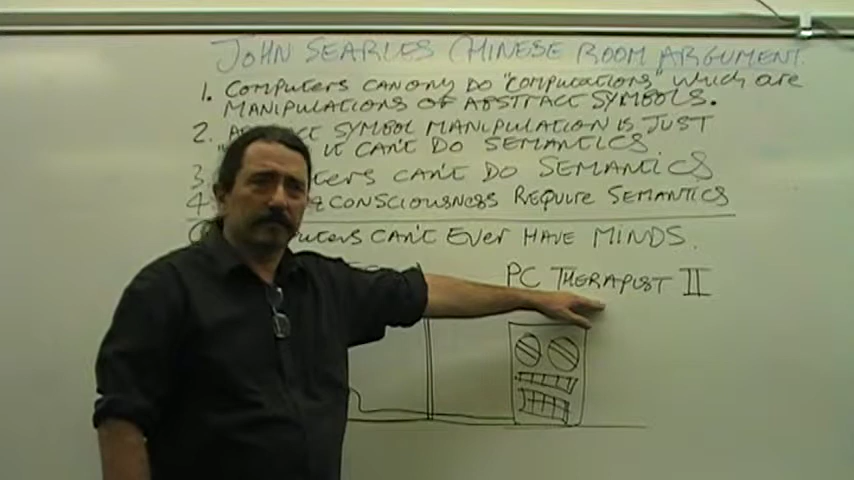 JOHN SEARLES CHINESE ROOM ARGUMENT.
1. COMPUTERS CAN ONY DO "COMPUTATIONS" WHICH ARE
MANIPULATIONS OF ABSTRACT SYMBOLS.
2. SYMBOL MANIPULATION IS JUST
IT CAN'T DO SEMANTICS.
3 CAN'T DO SEMANTICS
4 & CONSCIOUSNESS REQUIRE SEMANTICS
CAN'T EVER HAVE MINDS.
PC THERAPIST II